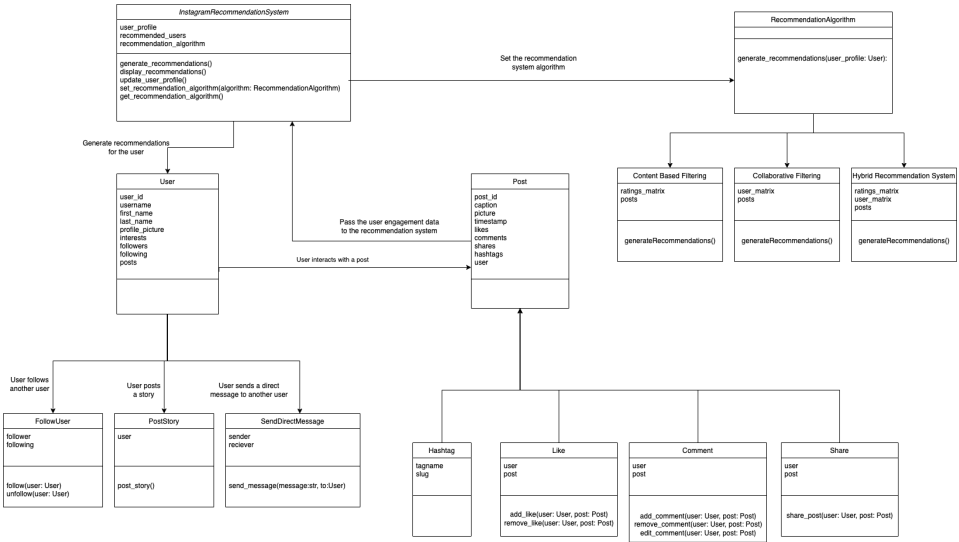 InstagramRecommendationSystem
user_profile
recommended_users
recommendation_algorithm
generate_recommendations()
display_recommendations()
update_user_profile()
set_recommendation_algorithm(algorithm: RecommendationAlgorithm)
get_recommendation_algorithm()
Set the recommendation
system algorithm
RecommendationAlgorithm
generate_recommendations(user_profile: User):
Generate recommendations
for the user
User
user_id
username
first_name
last_name
profile_picture
interests
followers
following
posts
Pass the user engagement data
to the recommendation system
User interacts with a post
Post
post_id
caption
picture
timestamp
likes
comments
shares
hashtags
user
Content Based Filtering
ratings_matrix
posts
generateRecommendations()
Collaborative Filtering
user_matrix
posts
generateRecommendations()
Hybrid Recommendation System
ratings_matrix
user_matrix
posts
generateRecommendations()
User follows
another user
User posts
a story
User sends a direct
message to another user
FollowUser
follower
following
follow(user: User)
unfollow(user: User)
PostStory
user
post_story()
SendDirectMessage
sender
reciever
send_message(message:str, to:User)
Hashtag
tagname
slug
Like
user
post
add_like(user: User, post: Post)
remove_like(user: User, post: Post)
Comment
user
post
add_comment(user: User, post: Post)
remove_comment(user: User, post: Post)
edit_comment(user: User, post: Post)
Share
user
post
share_post(user: User, post: Post)